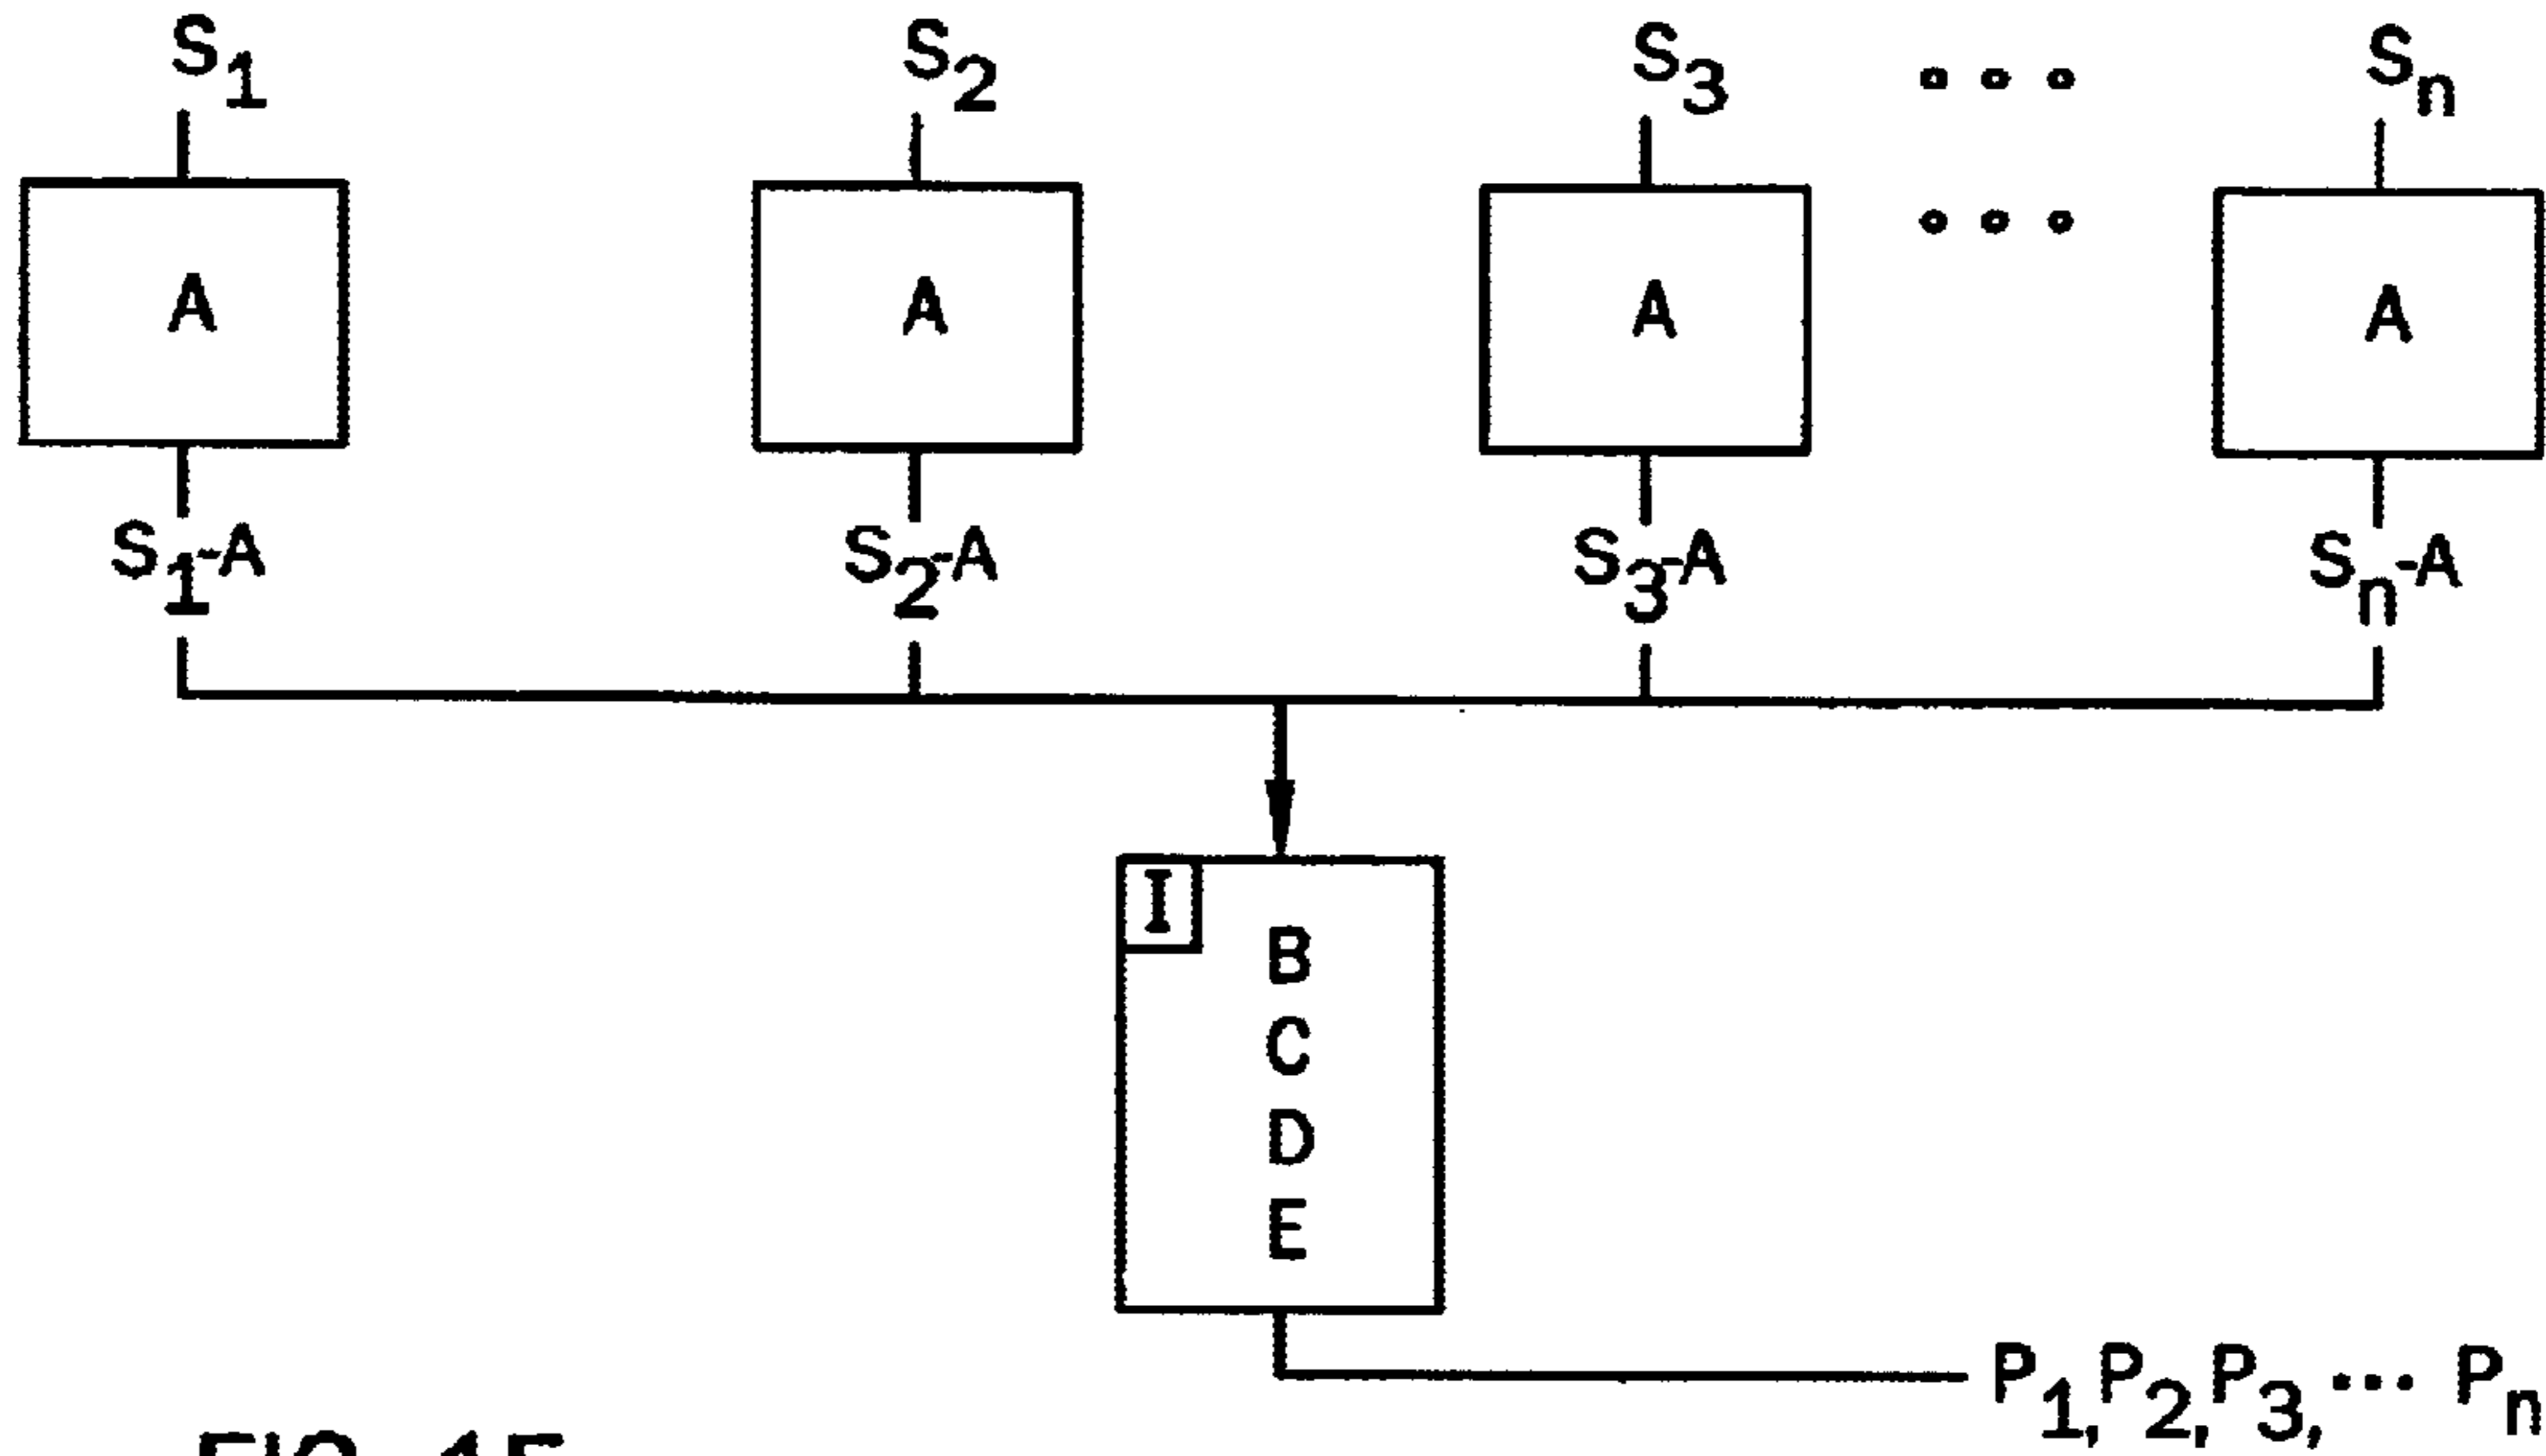 S1 S2 S3 ... Sn
...
A A A A
S1-A S2-A S3-A Sn-A
I
B
C
D
E
P1, P2, P3, ... Pn